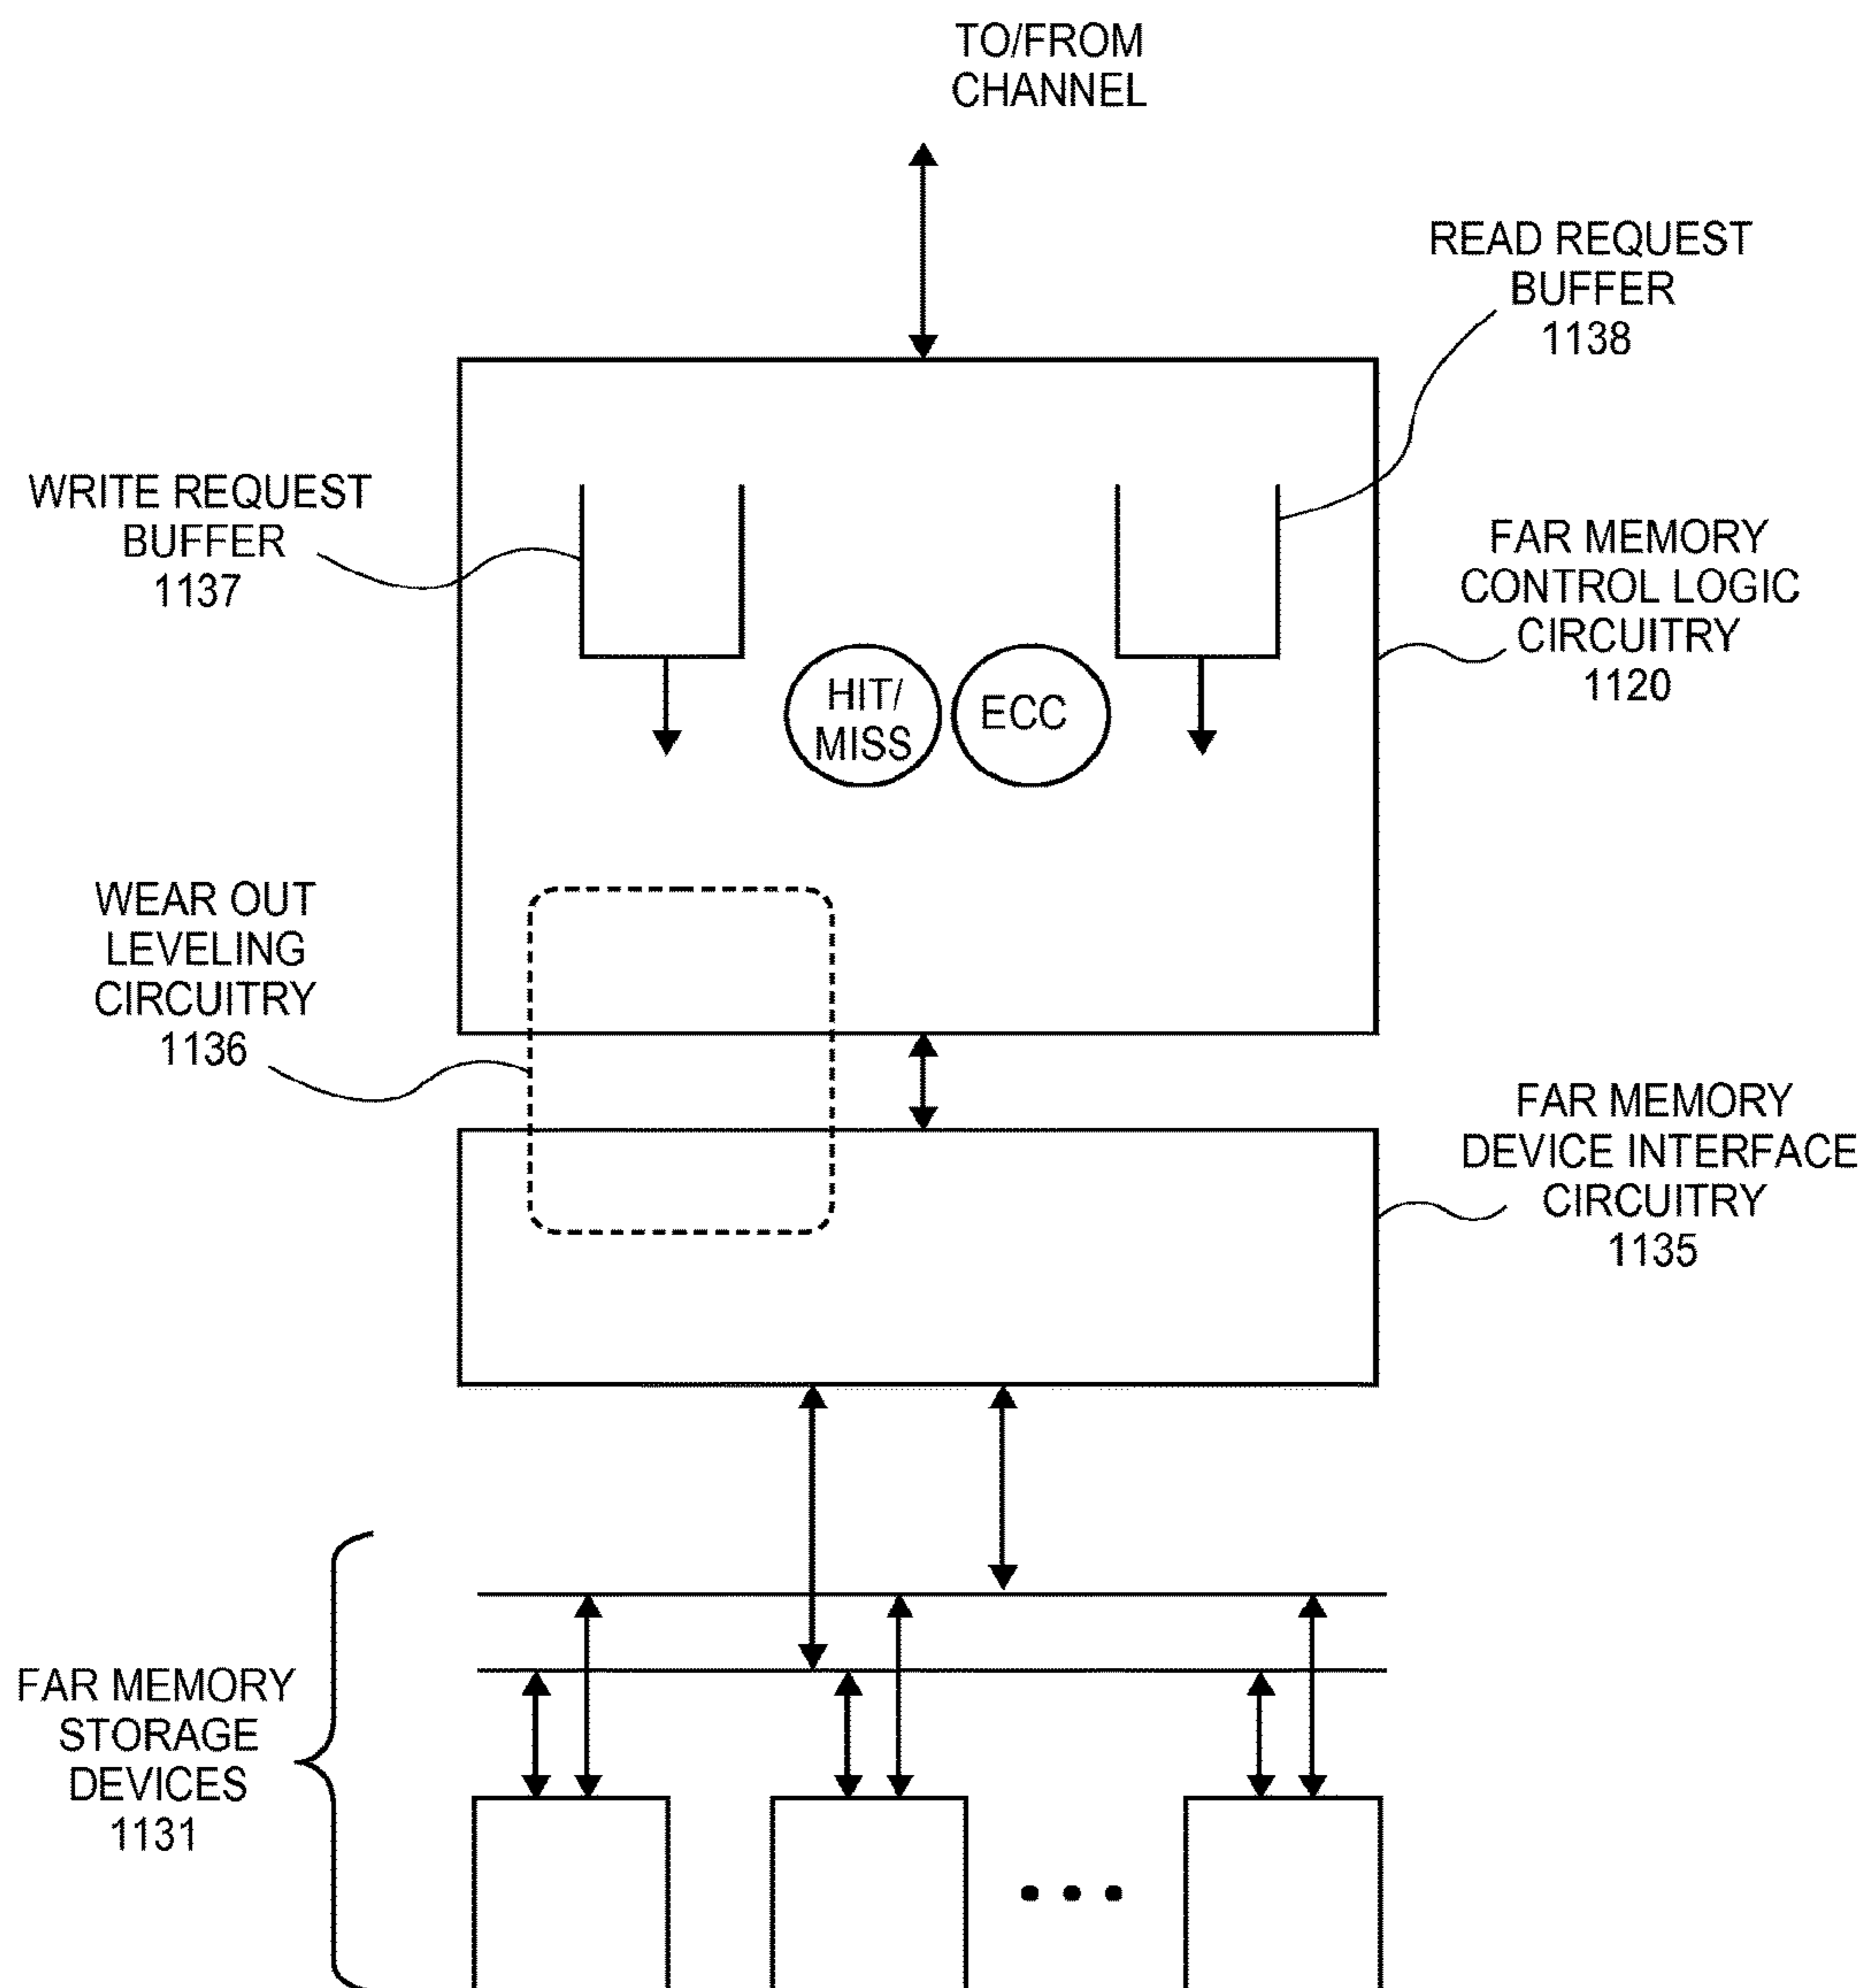 TO/FROM
CHANNEL
READ REQUEST
BUFFER
1138
WRITE REQUEST
BUFFER
1137
FAR MEMORY
CONTROL LOGIC
CIRCUITRY
1120
HIT/
MISS
ECC
WEAR OUT
LEVELING
CIRCUITRY
1136
FAR MEMORY
DEVICE INTERFACE
CIRCUITRY
1135
FAR MEMORY
STORAGE
DEVICES
1131